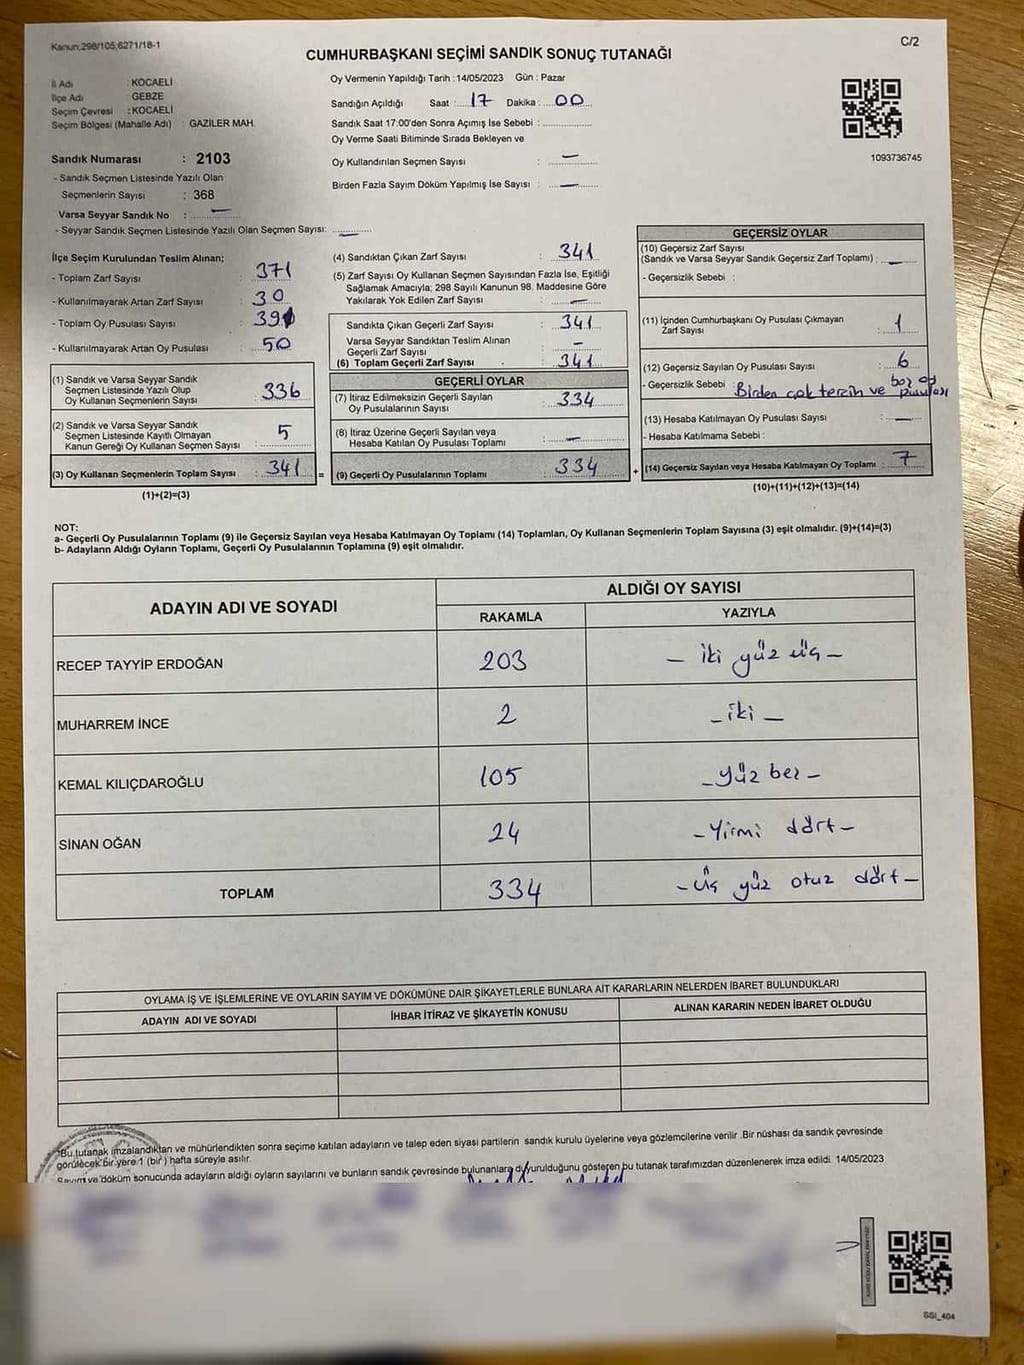 Kanun:298/105,6271/18-1
C/2
CUMHURBAŞKANI SEÇİMİ SANDIK SONUÇ TUTANAĞI
İl Adı : KOCAELİ
İlçe Adı : GEBZE
Seçim Çevresi : KOCAELİ
Seçim Bölgesi (Mahalle Adı) : GAZİLER MAH.
Sandık Numarası : 2103
- Sandık Seçmen Listesinde Yazılı Olan
Seçmenlerin Sayısı : 368
Varsa Seyyar Sandık No : —
- Seyyar Sandık Seçmen Listesinde Yazılı Olan Seçmen Sayısı: —
Oy Vermenin Yapıldığı Tarih :14/05/2023 Gün : Pazar
Sandığın Açıldığı Saat : 17 Dakika : 00
Sandık Saat 17:00'den Sonra Açımış İse Sebebi :
Oy Verme Saati Bitiminde Sırada Bekleyen ve
Oy Kullandırılan Seçmen Sayısı : —
Birden Fazla Sayım Döküm Yapılmış İse Sayısı : —
1093736745
İlçe Seçim Kurulundan Teslim Alınan;
- Toplam Zarf Sayısı : 371
- Kullanılmayarak Artan Zarf Sayısı : 30
- Toplam Oy Pusulası Sayısı : 391
- Kullanılmayarak Artan Oy Pusulası : 50
(1) Sandık ve Varsa Seyyar Sandık
Seçmen Listesinde Yazılı Olup
Oy Kullanan Seçmenlerin Sayısı : 336
(2) Sandık ve Varsa Seyyar Sandık
Seçmen Listesinde Kayıtlı Olmayan
Kanun Gereği Oy Kullanan Seçmen Sayısı : 5
(3) Oy Kullanan Seçmenlerin Toplam Sayısı : 341 =
(1)+(2)=(3)
(4) Sandıktan Çıkan Zarf Sayısı : 341
(5) Zarf Sayısı Oy Kullanan Seçmen Sayısından Fazla İse, Eşitliği
Sağlamak Amacıyla; 298 Sayılı Kanunun 98. Maddesine Göre
Yakılarak Yok Edilen Zarf Sayısı : —
Sandıkta Çıkan Geçerli Zarf Sayısı : 341
Varsa Seyyar Sandıktan Teslim Alınan
Geçerli Zarf Sayısı : —
(6) Toplam Geçerli Zarf Sayısı : 341
GEÇERLİ OYLAR
(7) İtiraz Edilmeksizin Geçerli Sayılan
Oy Pusulalarının Sayısı : 334
(8) İtiraz Üzerine Geçerli Sayılan veya
Hesaba Katılan Oy Pusulası Toplamı : —
(9) Geçerli Oy Pusulalarının Toplamı : 334 +
GEÇERSİZ OYLAR
(10) Geçersiz Zarf Sayısı
(Sandık ve Varsa Seyyar Sandık Geçersiz Zarf Toplamı) : —
- Geçersizlik Sebebi :
(11) İçinden Cumhurbaşkanı Oy Pusulası Çıkmayan
Zarf Sayısı : 1
(12) Geçersiz Sayılan Oy Pusulası Sayısı : 6
- Geçersizlik Sebebi : Birden çok tercih ve boz oy pusulası
(13) Hesaba Katılmayan Oy Pusulası Sayısı : —
- Hesaba Katılmama Sebebi :
(14) Geçersiz Sayılan veya Hesaba Katılmayan Oy Toplamı : 7
(10)+(11)+(12)+(13)=(14)
NOT:
a- Geçerli Oy Pusulalarının Toplamı (9) ile Geçersiz Sayılan veya Hesaba Katılmayan Oy Toplamı (14) Toplamları, Oy Kullanan Seçmenlerin Toplam Sayısına (3) eşit olmalıdır. (9)+(14)=(3)
b- Adayların Aldığı Oyların Toplamı, Geçerli Oy Pusulalarının Toplamına (9) eşit olmalıdır.
ADAYIN ADI VE SOYADI
ALDIĞI OY SAYISI
RAKAMLA YAZIYLA
RECEP TAYYİP ERDOĞAN 203 — iki yüz üç —
MUHARREM İNCE 2 — iki —
KEMAL KILIÇDAROĞLU 105 — yüz beş —
SİNAN OĞAN 24 — Yirmi dört —
TOPLAM 334 — üç yüz otuz dört —
OYLAMA İŞ VE İŞLEMLERİNE VE OYLARIN SAYIM VE DÖKÜMÜNE DAİR ŞİKAYETLERLE BUNLARA AİT KARARLARIN NELERDEN İBARET BULUNDUKLARI
ADAYIN ADI VE SOYADI İHBAR İTİRAZ VE ŞİKAYETİN KONUSU ALINAN KARARIN NEDEN İBARET OLDUĞU
*Bu tutanak imzalandıktan ve mühürlendikten sonra seçime katılan adayların ve talep eden siyasi partilerin sandık kurulu üyelerine veya gözlemcilerine verilir .Bir nüshası da sandık çevresinde
görülecek bir yere 1 (bir ) hafta süreyle asılır.
Sayım ve döküm sonucunda adayların aldığı oyların sayılarını ve bunların sandık çevresinde bulunanlara duyurulduğunu gösteren bu tutanak tarafımızdan düzenlenerek imza edildi. 14/05/2023
SSI_404